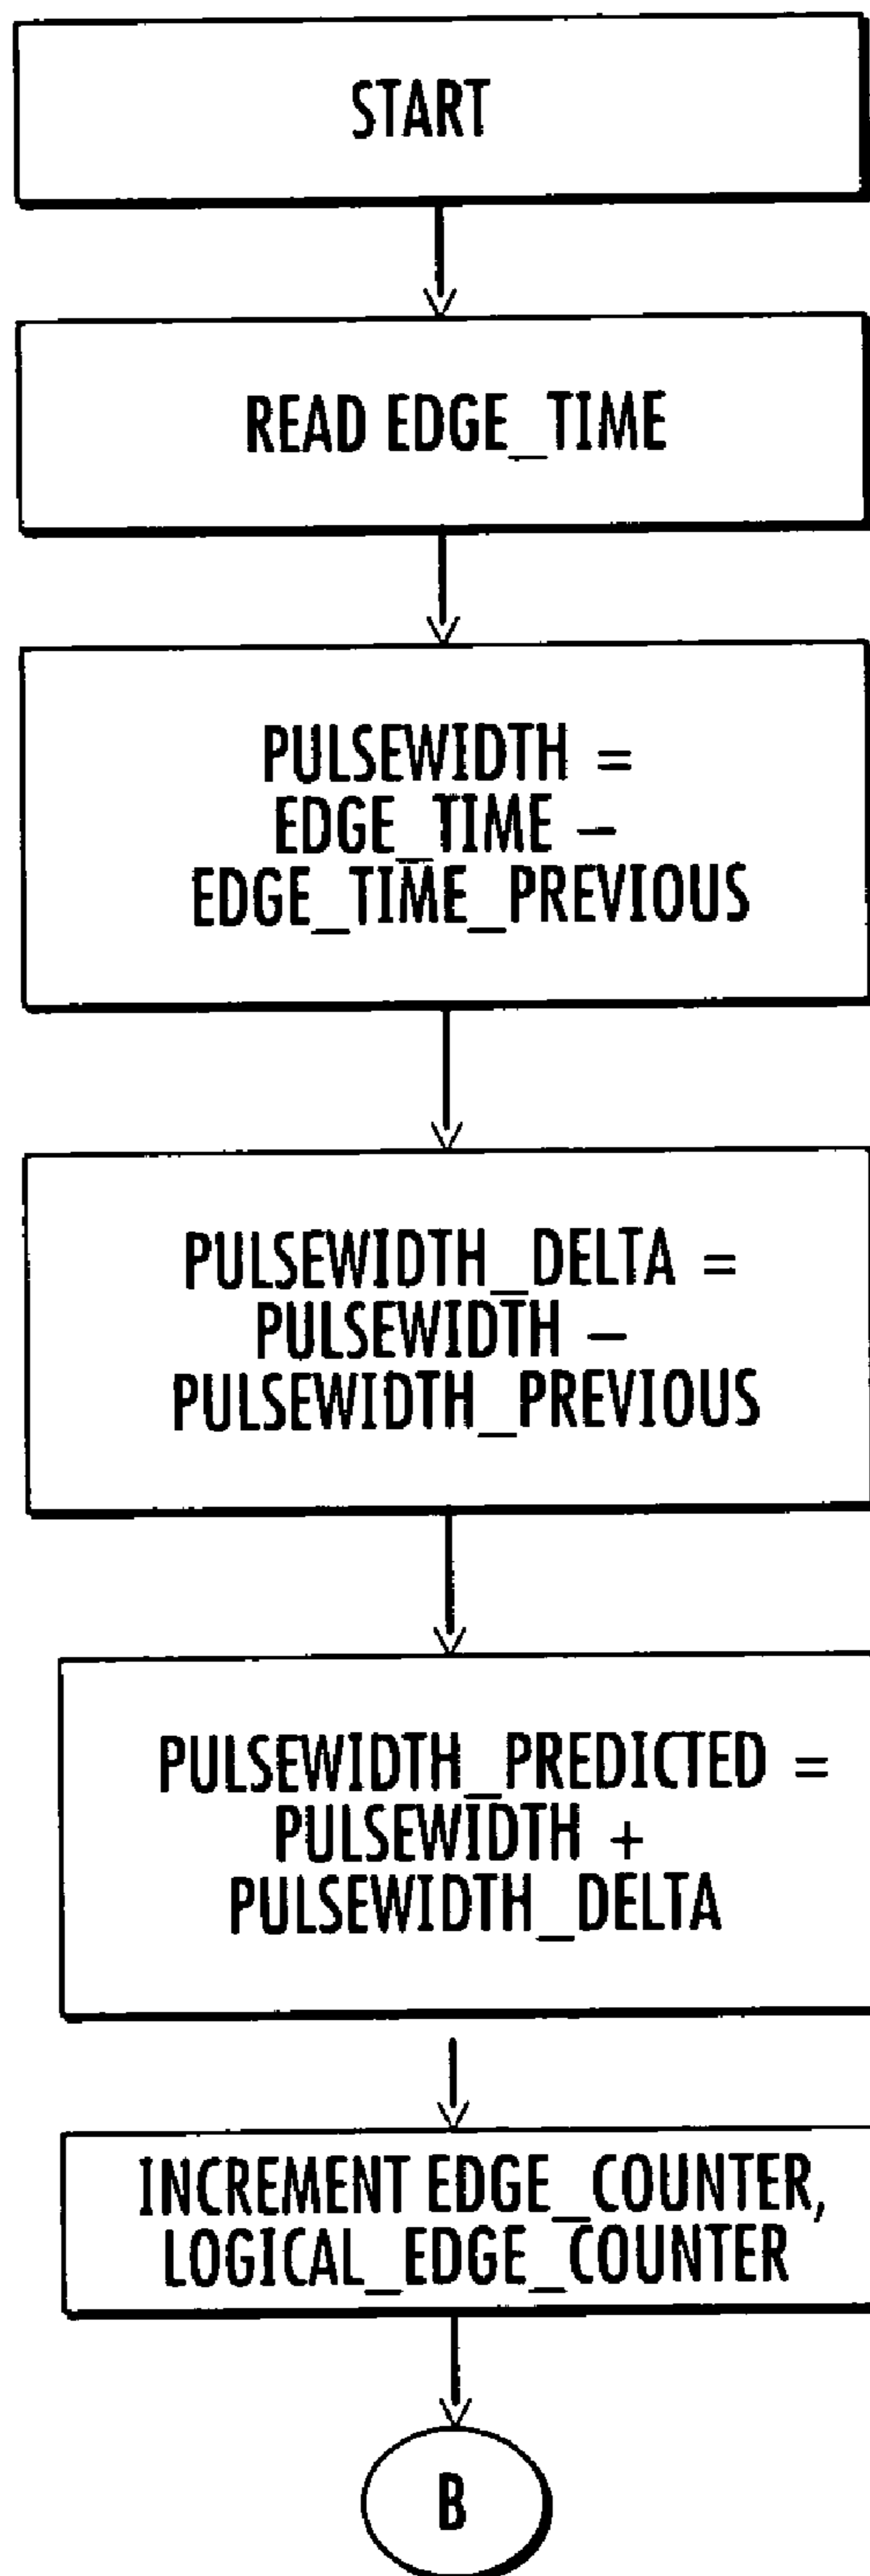 START
READ EDGE_TIME
PULSEWIDTH =
EDGE_TIME –
EDGE_TIME_PREVIOUS
PULSEWIDTH_DELTA =
PULSEWIDTH –
PULSEWIDTH_PREVIOUS
PULSEWIDTH_PREDICTED =
PULSEWIDTH +
PULSEWIDTH_DELTA
INCREMENT EDGE_COUNTER,
LOGICAL_EDGE_COUNTER
B